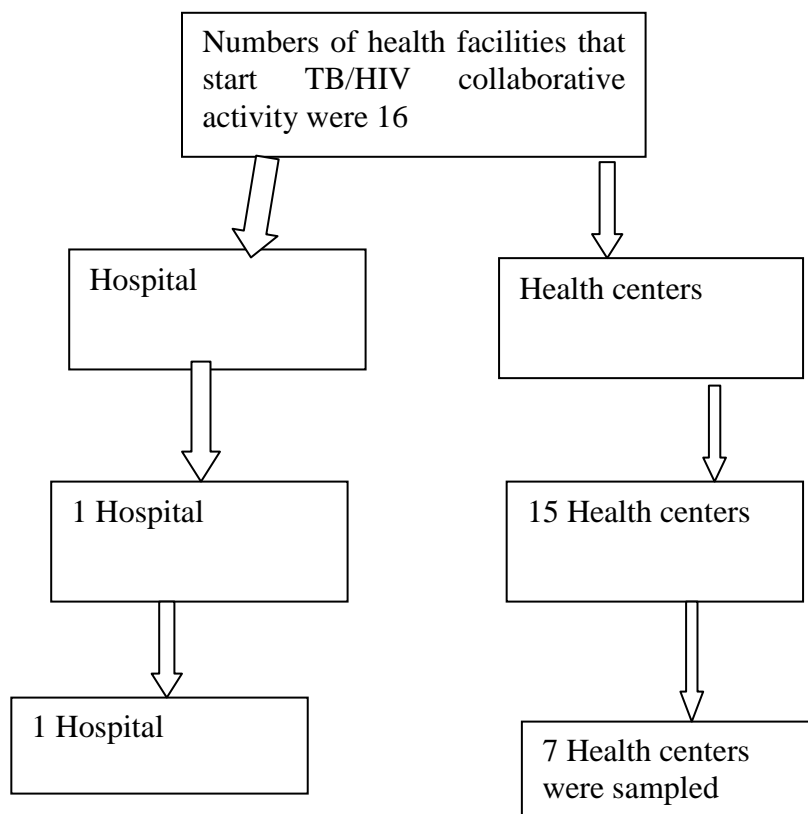 Numbers of health facilities that
start TB/HIV collaborative
activity were 16
Hospital
Health centers
1 Hospital
15 Health centers
1 Hospital
7 Health centers
were sampled